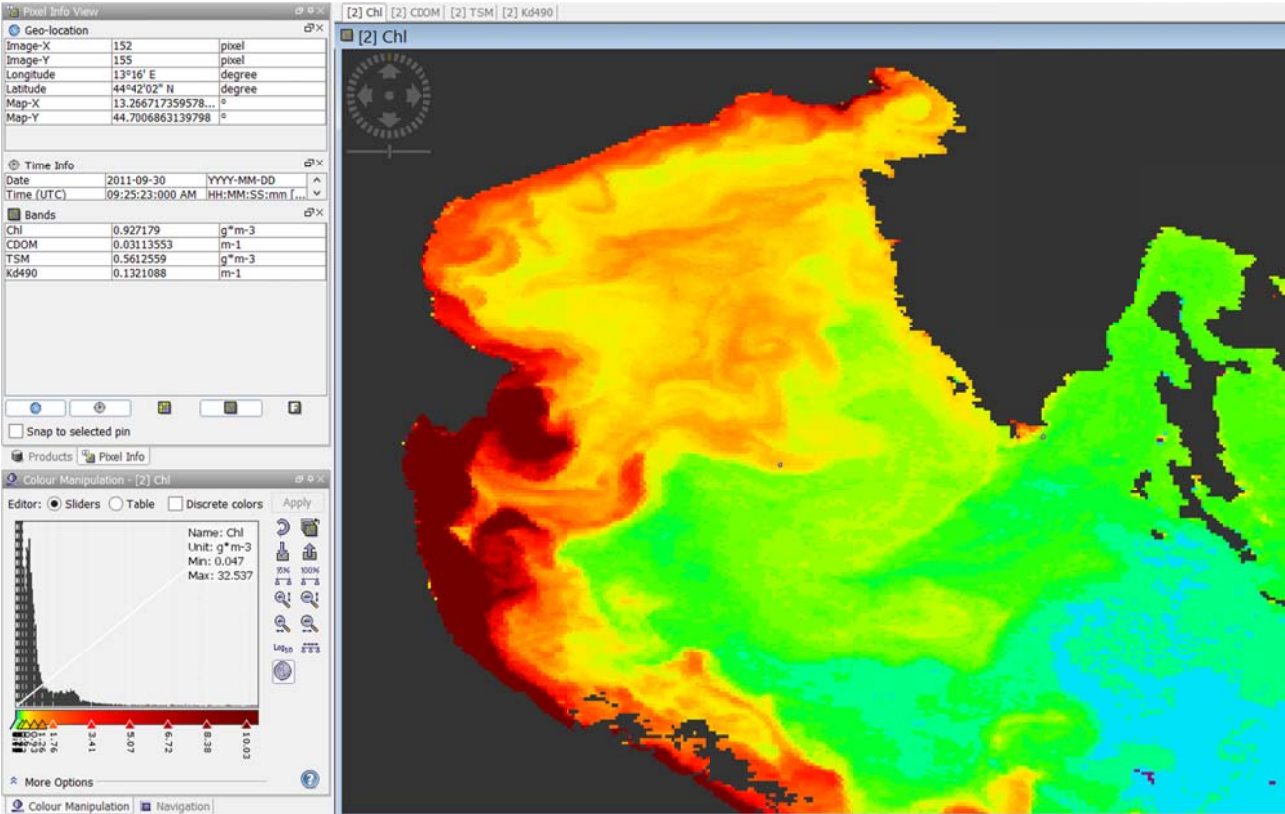 Pixel Info View
Geo-location
Image-X 152 pixel
Image-Y 155 pixel
Longitude 13°16' E degree
Latitude 44°42'02" N degree
Map-X 13.266717359578... °
Map-Y 44.7006863139798 °
Time Info
Date 2011-09-30 YYYY-MM-DD
Time (UTC) 09:25:23:000 AM HH:MM:SS:mm [...
Bands
Chl 0.927179 g*m-3
CDOM 0.03113553 m-1
TSM 0.5612559 g*m-3
Kd490 0.1321088 m-1
Snap to selected pin
Products Pixel Info
Colour Manipulation - [2] Chl
Editor: Sliders Table Discrete colors Apply
Name: Chl
Unit: g*m-3
Min: 0.047
Max: 32.537
95% 100%
Log10
1.26 1.76 3.41 5.07 6.72 8.38 10.03
More Options
Colour Manipulation Navigation
[2] Chl [2] CDOM [2] TSM [2] Kd490
[2] Chl